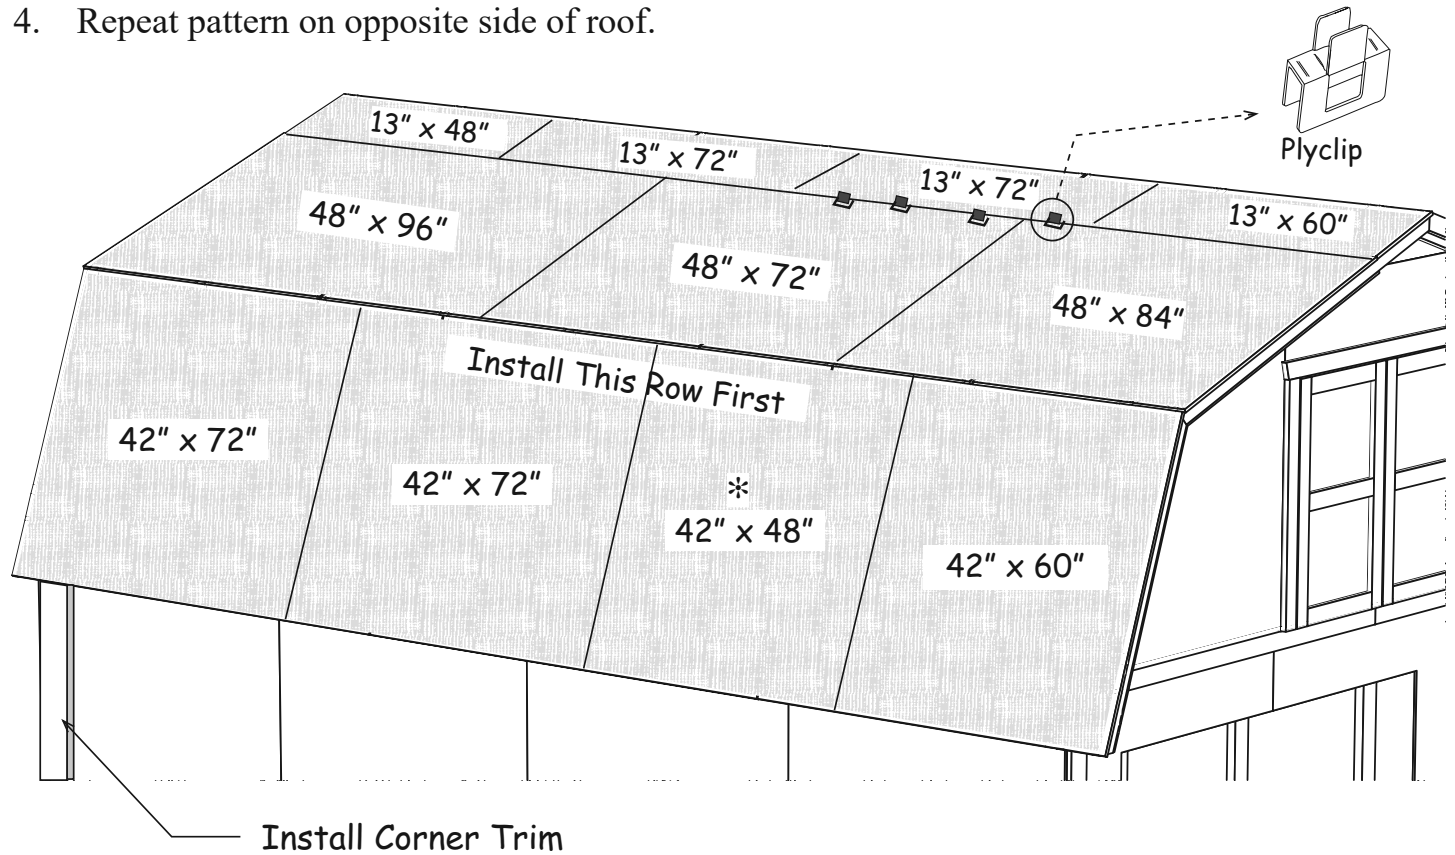 4. Repeat pattern on opposite side of roof.
Plyclip
13" x 48"
13" x 72"
13" x 72"
13" x 60"
48" x 96"
48" x 72"
48" x 84"
Install This Row First
42" x 72"
42" x 72"
*
42" x 48"
42" x 60"
Install Corner Trim